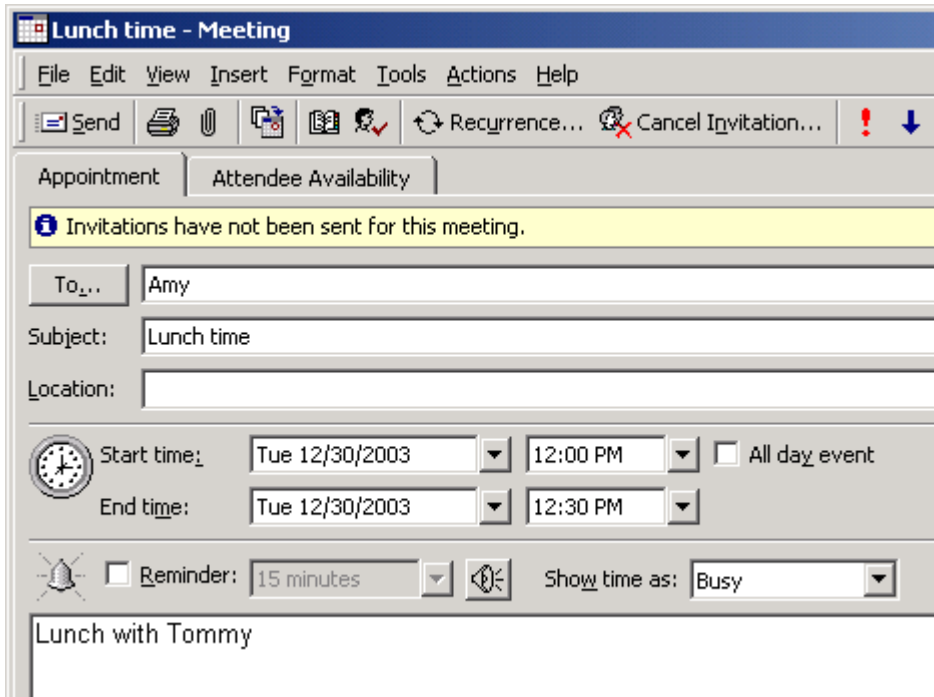 Lunch time - Meeting
File Edit View Insert Format Tools Actions Help
Send Recurrence... Cancel Invitation...
Appointment Attendee Availability
Invitations have not been sent for this meeting.
To... Amy
Subject: Lunch time
Location:
Start time: Tue 12/30/2003 12:00 PM All day event
End time: Tue 12/30/2003 12:30 PM
Reminder: 15 minutes Show time as: Busy
Lunch with Tommy